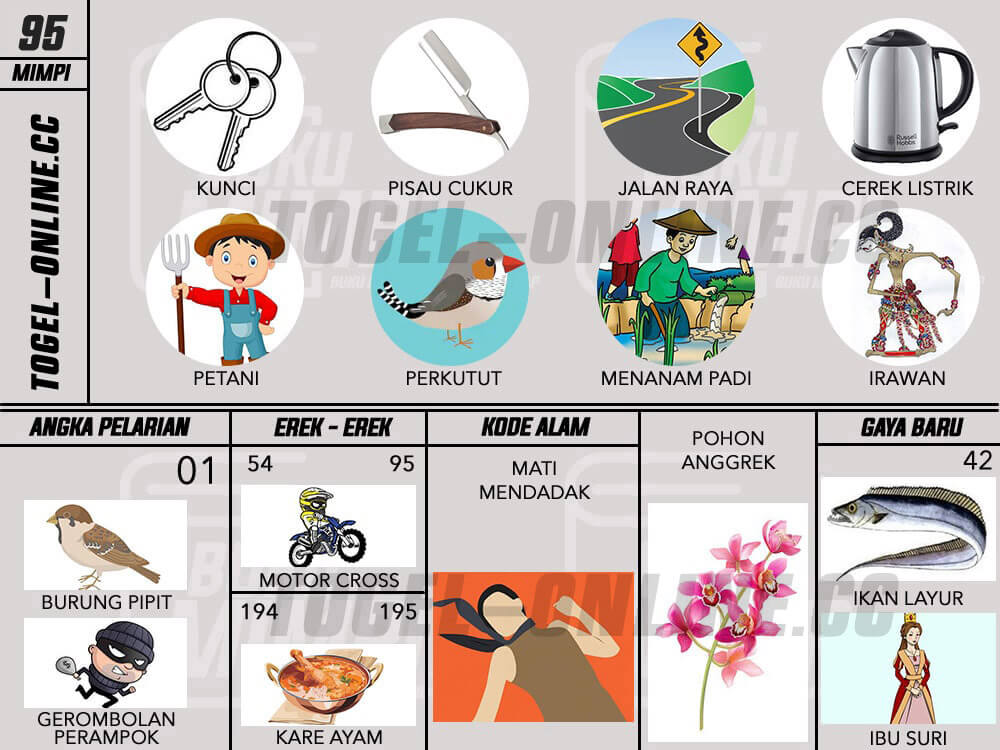 95
MIMPI
TOGEL-ONLINE.CC
KUNCI
PISAU CUKUR
JALAN RAYA
Russell
Hobbs
CEREK LISTRIK
TOGEL-ONLINE.CC
PETANI
PERKUTUT
MENANAM PADI
IRAWAN
ANGKA PELARIAN
01
BURUNG PIPIT
GEROMBOLAN
PERAMPOK
EREK - EREK
54 95
MOTOR CROSS
194 195
KARE AYAM
KODE ALAM
MATI
MENDADAK
POHON
ANGGREK
GAYA BARU
42
IKAN LAYUR
IBU SURI
TOGEL-ONLINE.CC